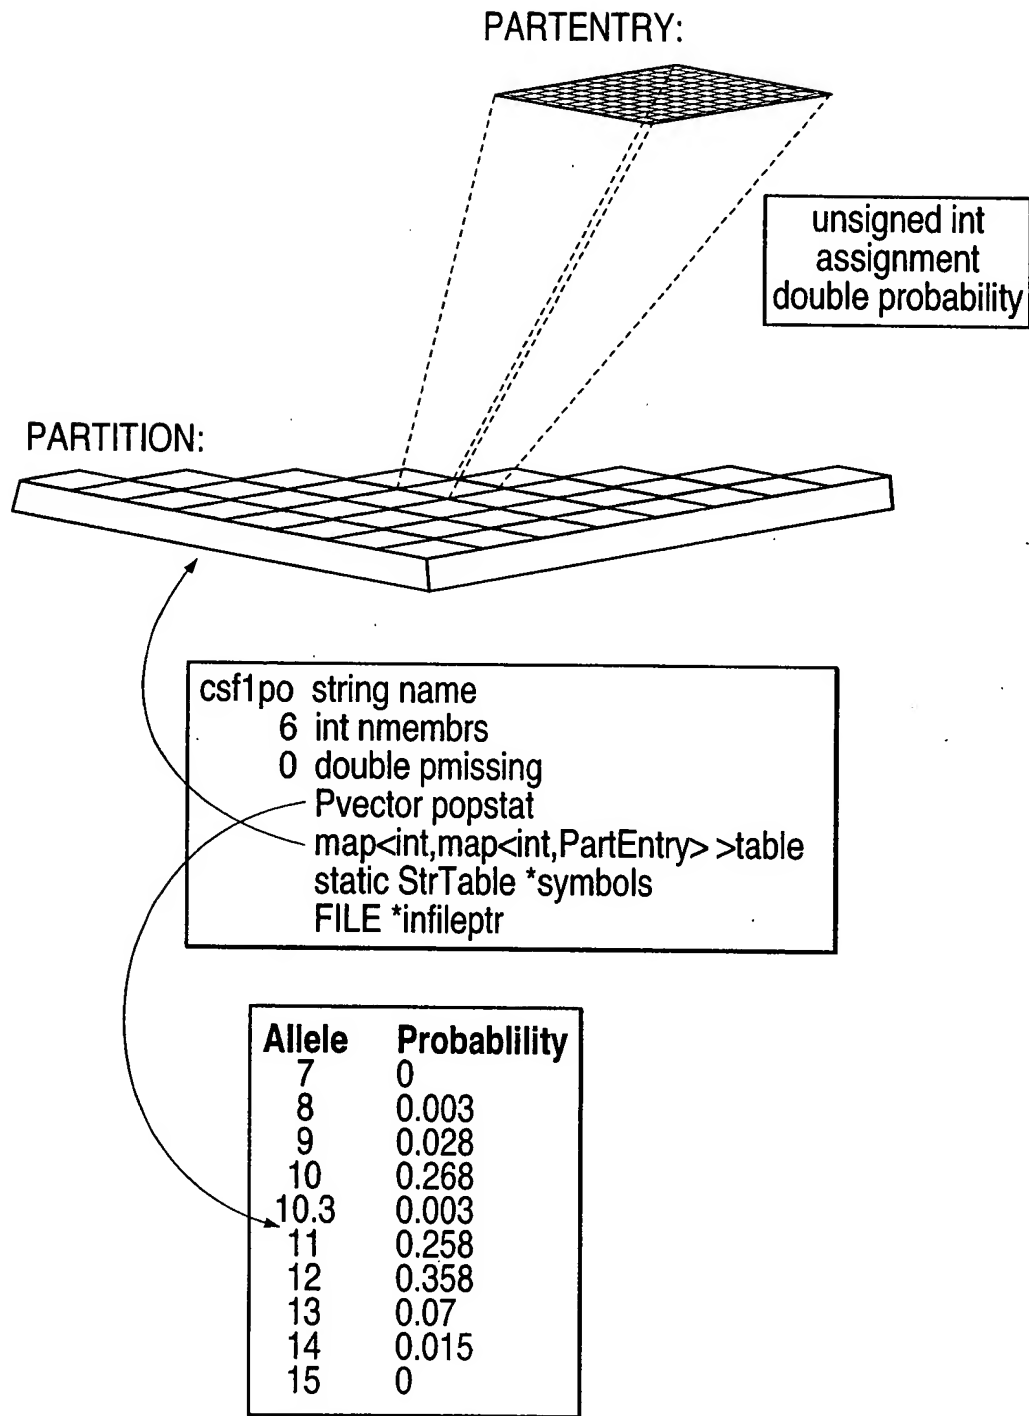 PARTENTRY:
unsigned int
assignment
double probability
PARTITION:
csf1po string name
6 int nmembrs
0 double pmissing
Pvector popstat
map<int,map<int,PartEntry> >table
static StrTable *symbols
FILE *infileptr
Allele Probablility
7 0
8 0.003
9 0.028
10 0.268
10.3 0.003
11 0.258
12 0.358
13 0.07
14 0.015
15 0